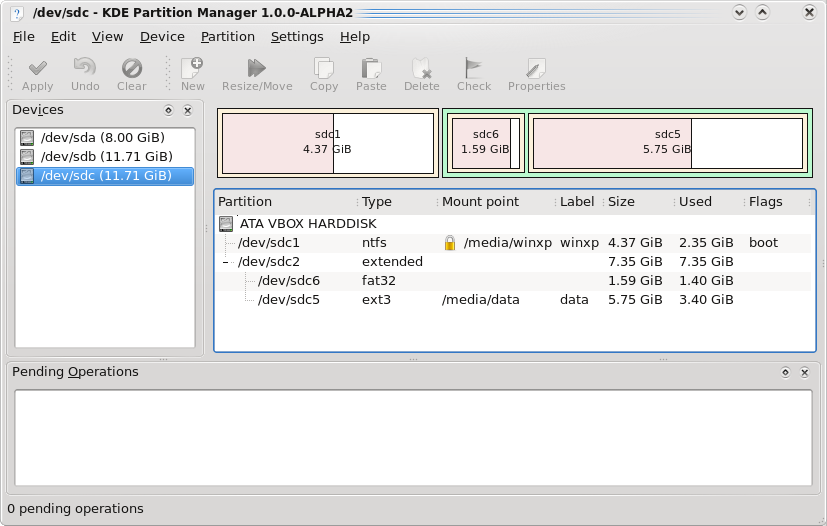 /dev/sdc - KDE Partition Manager 1.0.0-ALPHA2
File Edit View Device Partition Settings Help
Apply Undo Clear New Resize/Move Copy Paste Delete Check Properties
Devices
/dev/sda (8.00 GiB)
/dev/sdb (11.71 GiB)
/dev/sdc (11.71 GiB)
sdc1
4.37 GiB
sdc6
1.59 GiB
sdc5
5.75 GiB
Partition Type Mount point Label Size Used Flags
ATA VBOX HARDDISK
/dev/sdc1 ntfs /media/winxp winxp 4.37 GiB 2.35 GiB boot
/dev/sdc2 extended 7.35 GiB 7.35 GiB
/dev/sdc6 fat32 1.59 GiB 1.40 GiB
/dev/sdc5 ext3 /media/data data 5.75 GiB 3.40 GiB
Pending Operations
0 pending operations